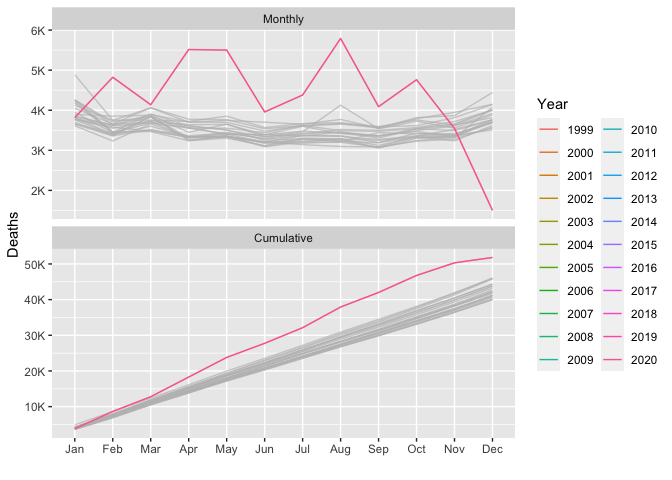 Monthly
6K
5K
4K
3K
2K
Deaths
Cumulative
50K
40K
30K
20K
10K
Jan Feb Mar Apr May Jun Jul Aug Sep Oct Nov Dec
Year
1999 2010
2000 2011
2001 2012
2002 2013
2003 2014
2004 2015
2005 2016
2006 2017
2007 2018
2008 2019
2009 2020